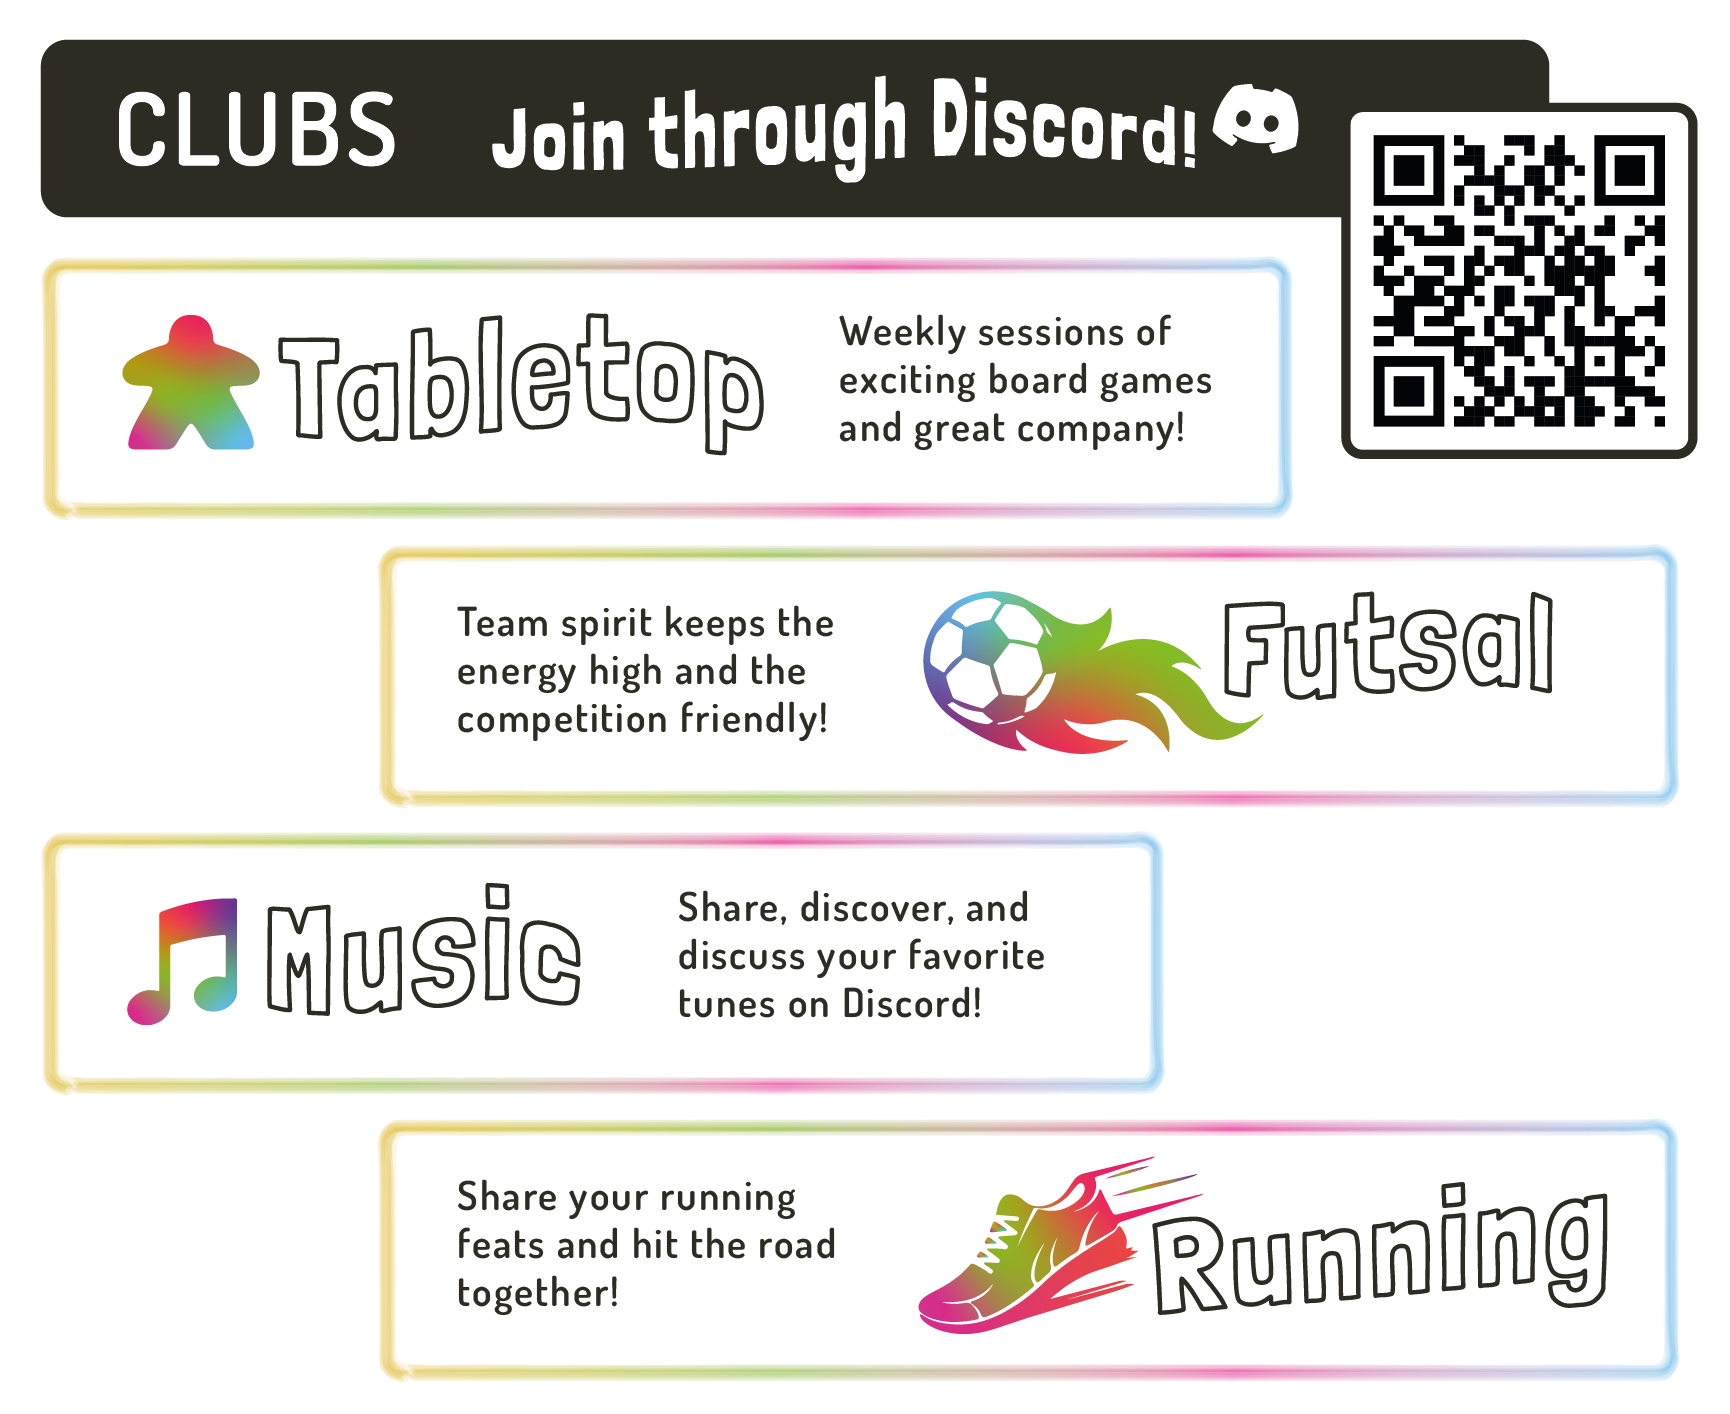 CLUBS
Join through Discord!
Tabletop
Weekly sessions of
exciting board games
and great company!
Team spirit keeps the
energy high and the
competition friendly!
Futsal
Music
Share, discover, and
discuss your favorite
tunes on Discord!
Share your running
feats and hit the road
together!
Running